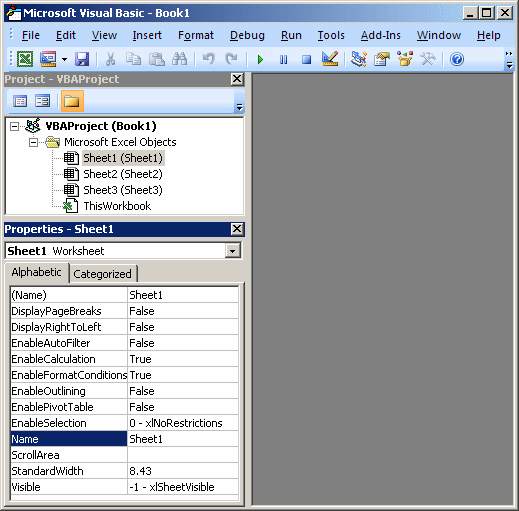 Microsoft Visual Basic - Book1
File Edit View Insert Format Debug Run Tools Add-Ins Window Help
Project - VBAProject
VBAProject (Book1)
Microsoft Excel Objects
Sheet1 (Sheet1)
Sheet2 (Sheet2)
Sheet3 (Sheet3)
ThisWorkbook
Properties - Sheet1
Sheet1 Worksheet
Alphabetic Categorized
(Name) Sheet1
DisplayPageBreaks False
DisplayRightToLeft False
EnableAutoFilter False
EnableCalculation True
EnableFormatConditions True
EnableOutlining False
EnablePivotTable False
EnableSelection 0 - xlNoRestrictions
Name Sheet1
ScrollArea
StandardWidth 8.43
Visible -1 - xlSheetVisible